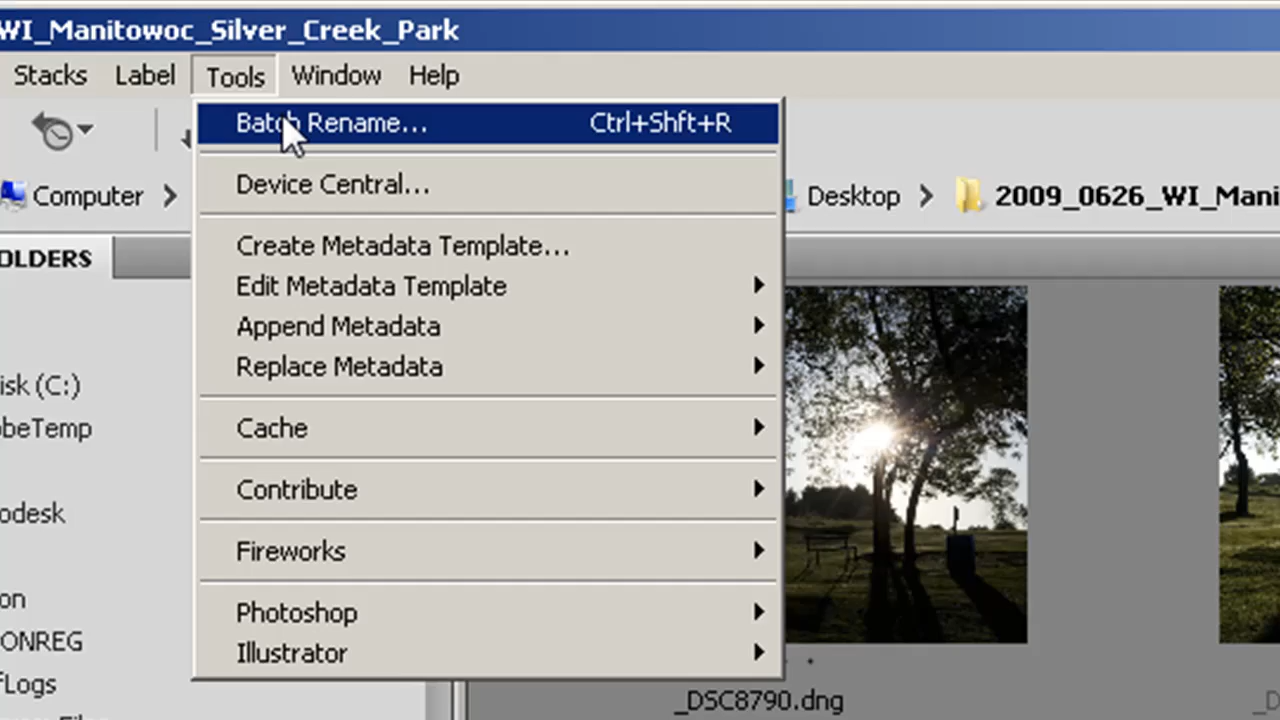 WI_Manitowoc_Silver_Creek_Park
Stacks Label Tools Window Help
Batch Rename... Ctrl+Shft+R
Device Central...
Computer Desktop 2009_0626_WI_Mani
Create Metadata Template...
OLDERS
Edit Metadata Template
Append Metadata
Replace Metadata
isk (C:)
Cache
obeTemp
Contribute
odesk
Fireworks
on
Photoshop
ONREG
Illustrator
fLogs
_DSC8790.dng